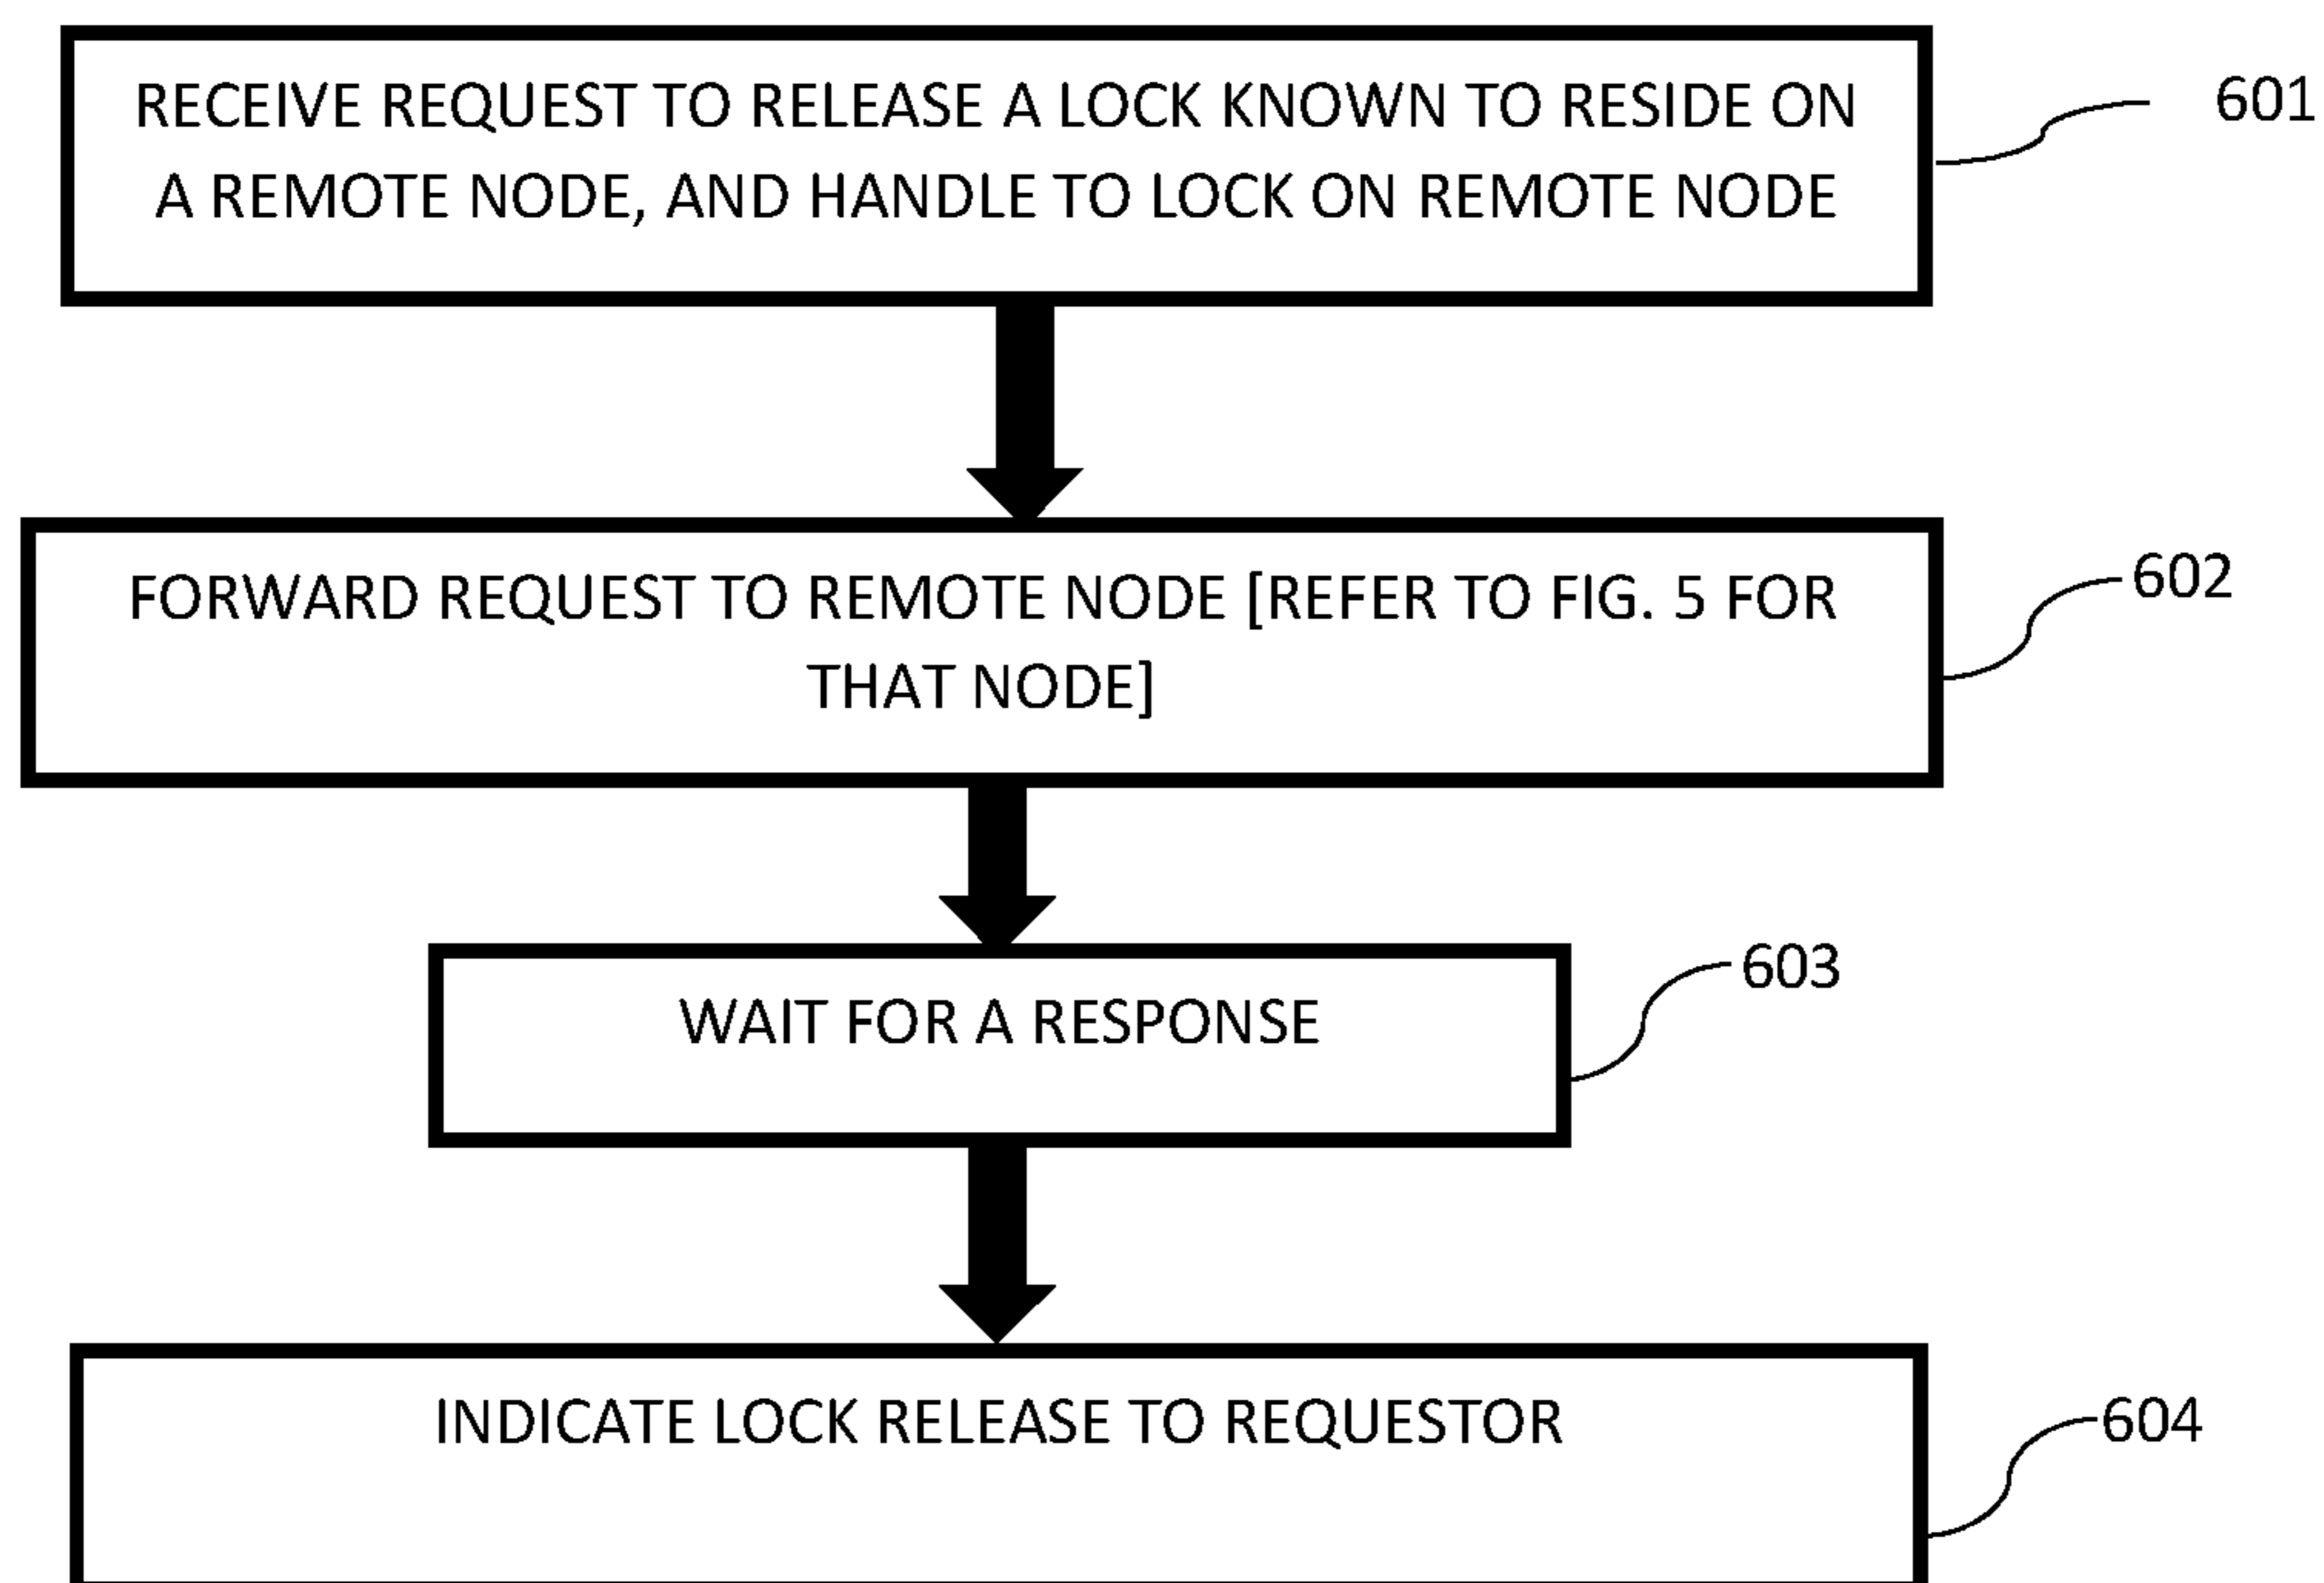 RECEIVE REQUEST TO RELEASE A LOCK KNOWN TO RESIDE ON
A REMOTE NODE, AND HANDLE TO LOCK ON REMOTE NODE
601
FORWARD REQUEST TO REMOTE NODE [REFER TO FIG. 5 FOR
THAT NODE]
602
WAIT FOR A RESPONSE
603
INDICATE LOCK RELEASE TO REQUESTOR
604